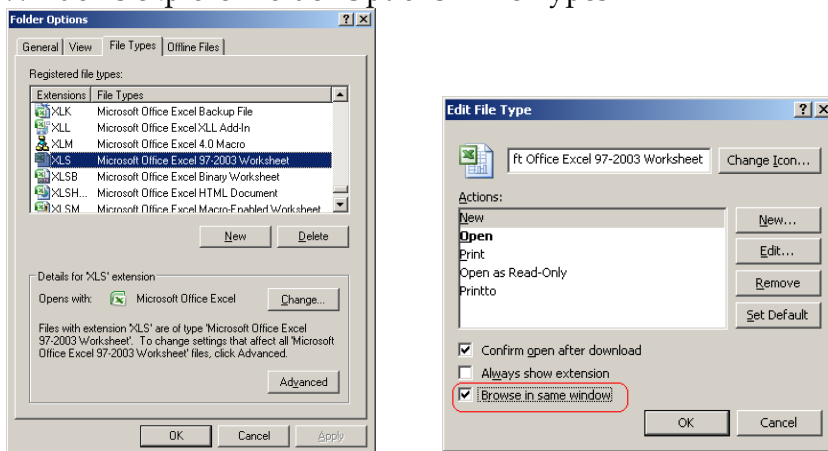 Folder Options
General View File Types Offline Files
Registered file types:
Extensions File Types
XLK Microsoft Office Excel Backup File
XLL Microsoft Office Excel XLL Add-In
XLM Microsoft Office Excel 4.0 Macro
XLS Microsoft Office Excel 97-2003 Worksheet
XLSB Microsoft Office Excel Binary Worksheet
XLSH... Microsoft Office Excel HTML Document
XLSM Microsoft Office Excel Macro-Enabled Worksheet
New Delete
Details for 'XLS' extension
Opens with: Microsoft Office Excel Change...
Files with extension 'XLS' are of type 'Microsoft Office Excel
97-2003 Worksheet'. To change settings that affect all 'Microsoft
Office Excel 97-2003 Worksheet' files, click Advanced.
Advanced
OK Cancel Apply
Edit File Type
ft Office Excel 97-2003 Worksheet Change Icon...
Actions:
New
Open
Print
Open as Read-Only
Printto
New...
Edit...
Remove
Set Default
Confirm open after download
Always show extension
Browse in same window
OK Cancel